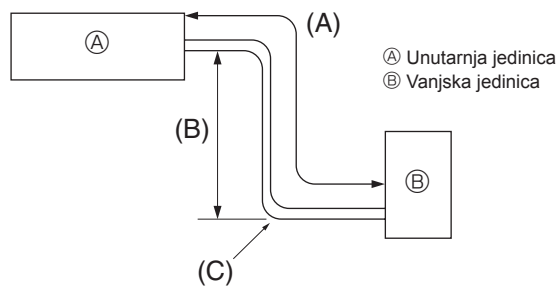 (A)
Ⓐ
Ⓐ Unutarnja jedinica
Ⓑ Vanjska jedinica
(B)
Ⓑ
(C)